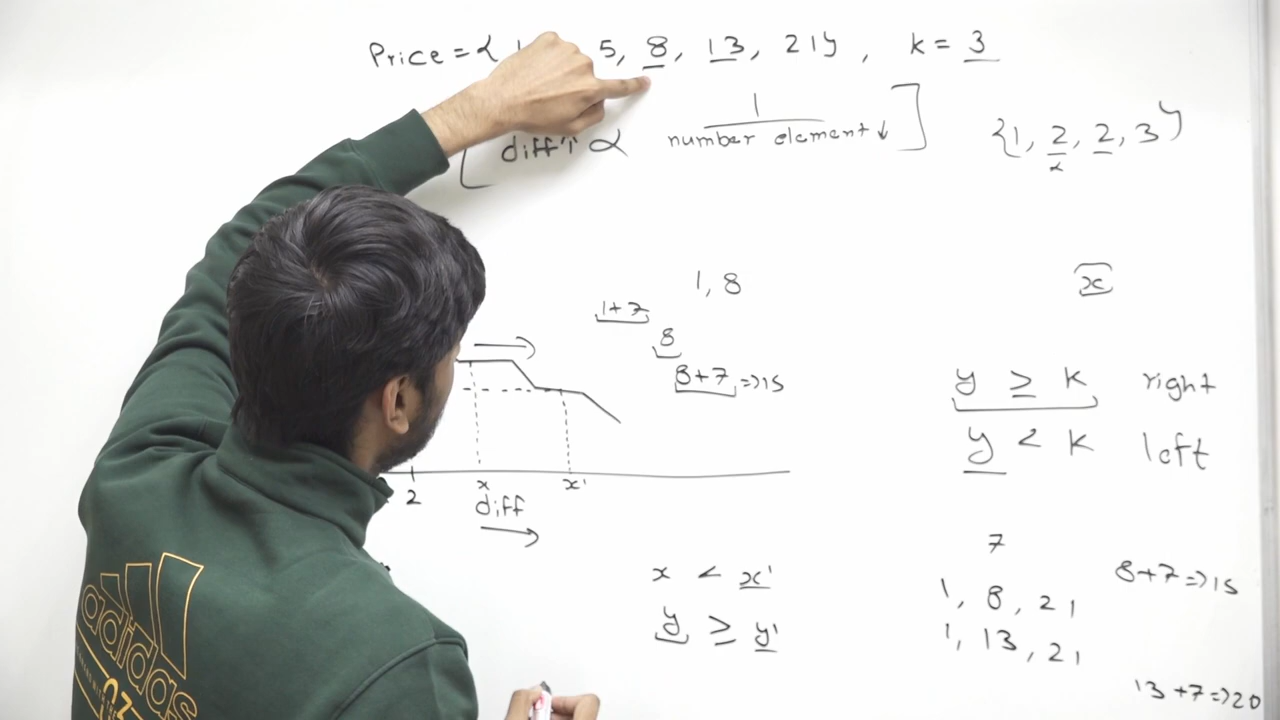 Price = { 1 5, 8, 13, 21 } , k = 3
1
diff↑ α number element ↓
{1, 2, 2, 3}
1, 8
x
1+7
8
8+7 => 15
y ≥ k right
y < k left
2 x x'
diff
7
x < x'
y ≥ y'
8+7 => 15
1, 8, 21
1, 13, 21
13+7 => 20
adidas